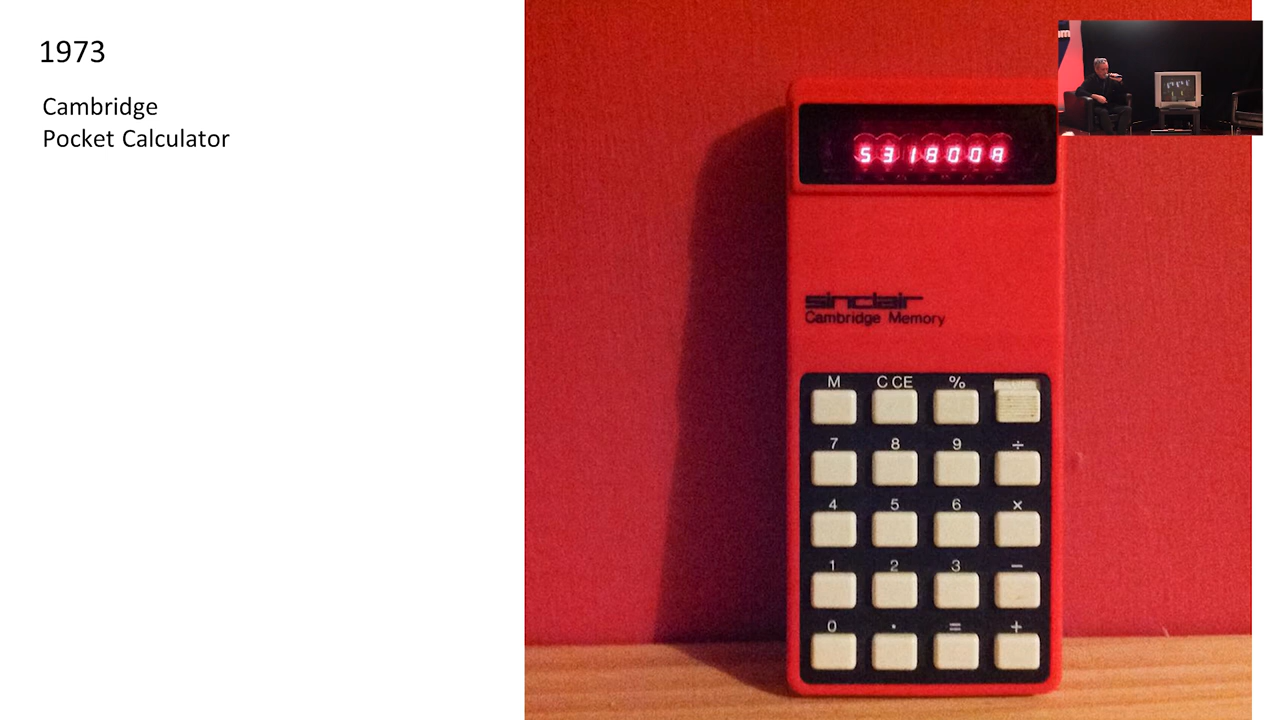 1973
Cambridge
Pocket Calculator
5318008
sinclair
Cambridge Memory
M C CE %
7 8 9 ÷
4 5 6 ×
1 2 3 −
0 . = +